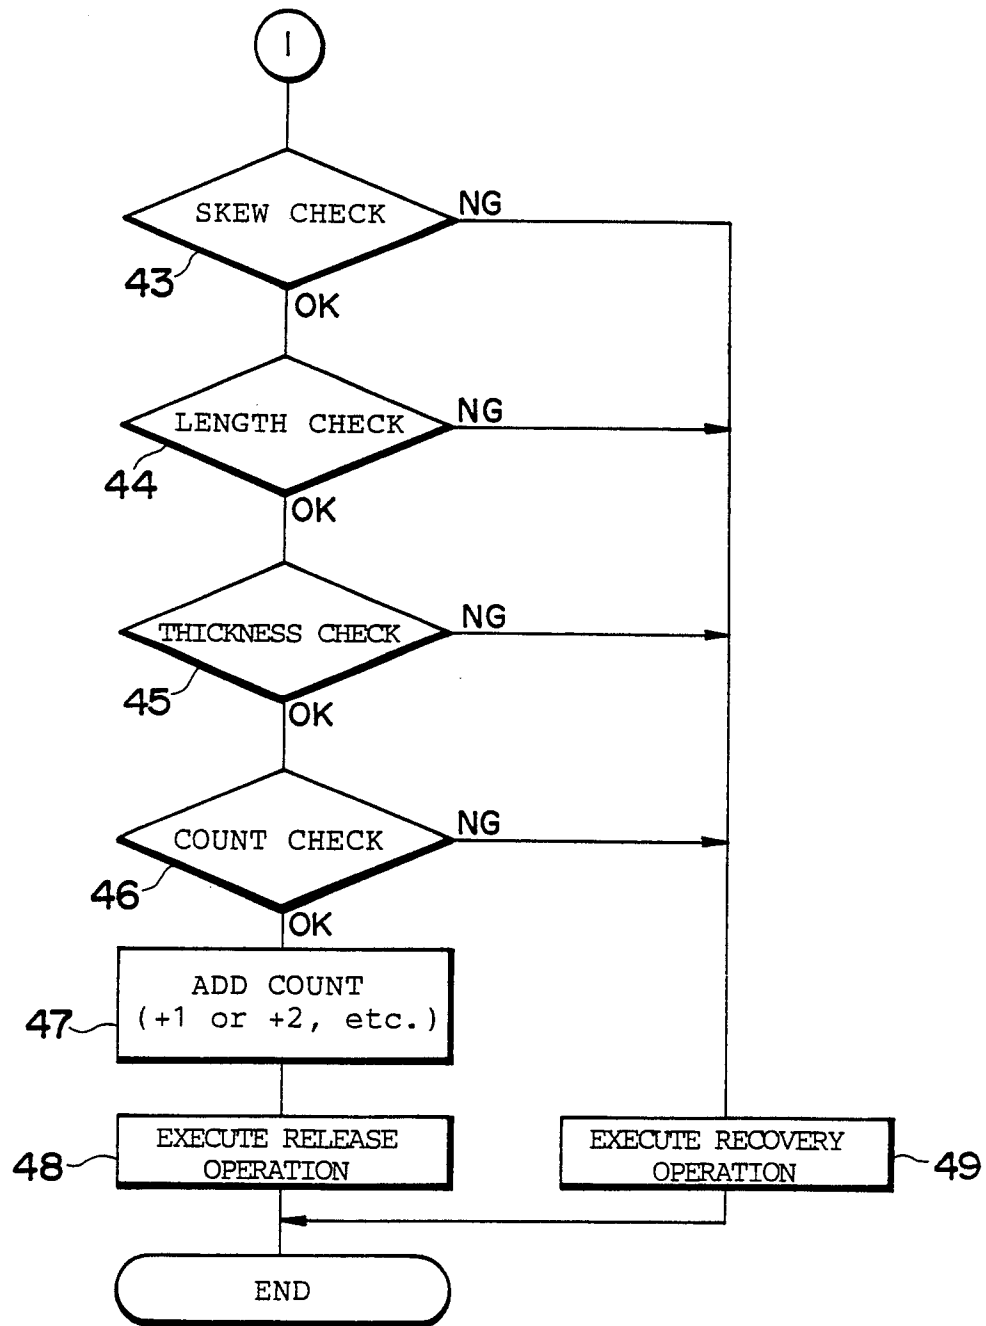 1
SKEW CHECK
NG
43
OK
LENGTH CHECK
NG
44
OK
THICKNESS CHECK
NG
45
OK
COUNT CHECK
NG
46
OK
ADD COUNT
(+1 or +2, etc.)
47
EXECUTE RELEASE
OPERATION
48
EXECUTE RECOVERY
OPERATION
49
END